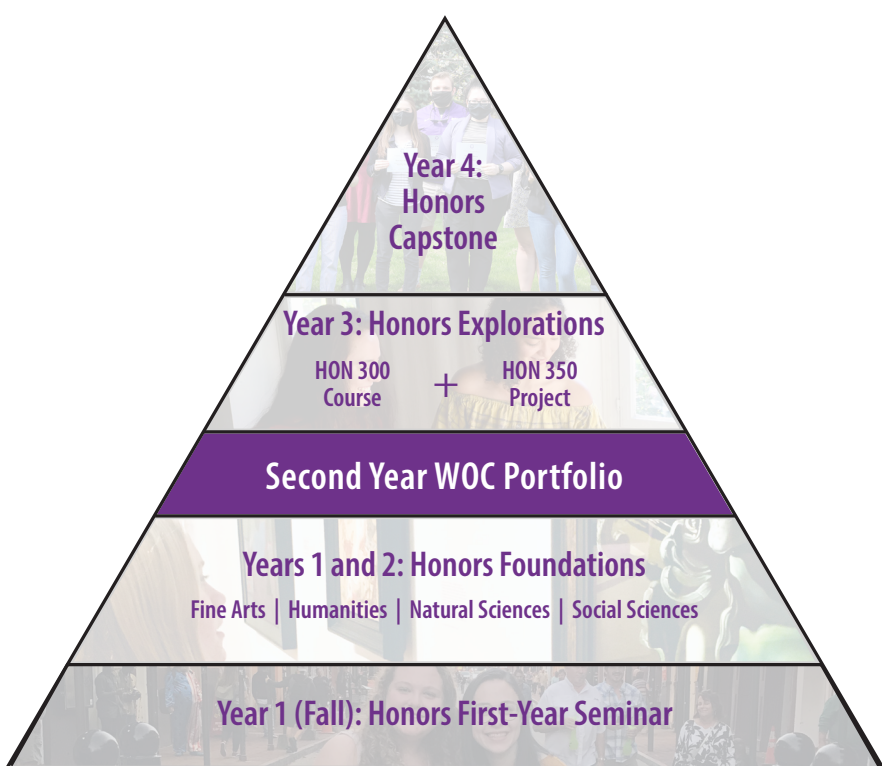 Year 4:
Honors
Capstone
Year 3: Honors Explorations
HON 300 + HON 350
Course Project
Second Year WOC Portfolio
Years 1 and 2: Honors Foundations
Fine Arts | Humanities | Natural Sciences | Social Sciences
Year 1 (Fall): Honors First-Year Seminar